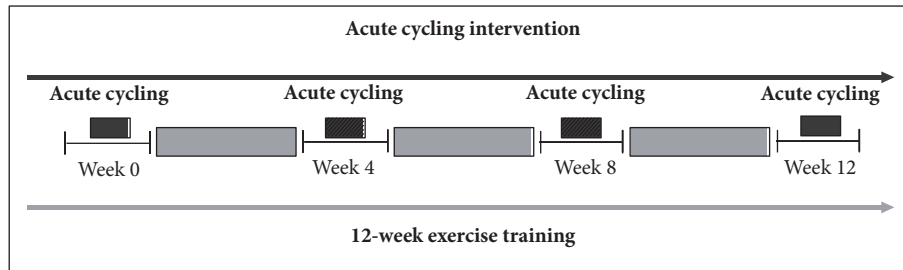 Acute cycling intervention
Acute cycling Acute cycling Acute cycling Acute cycling
Week 0 Week 4 Week 8 Week 12
12-week exercise training